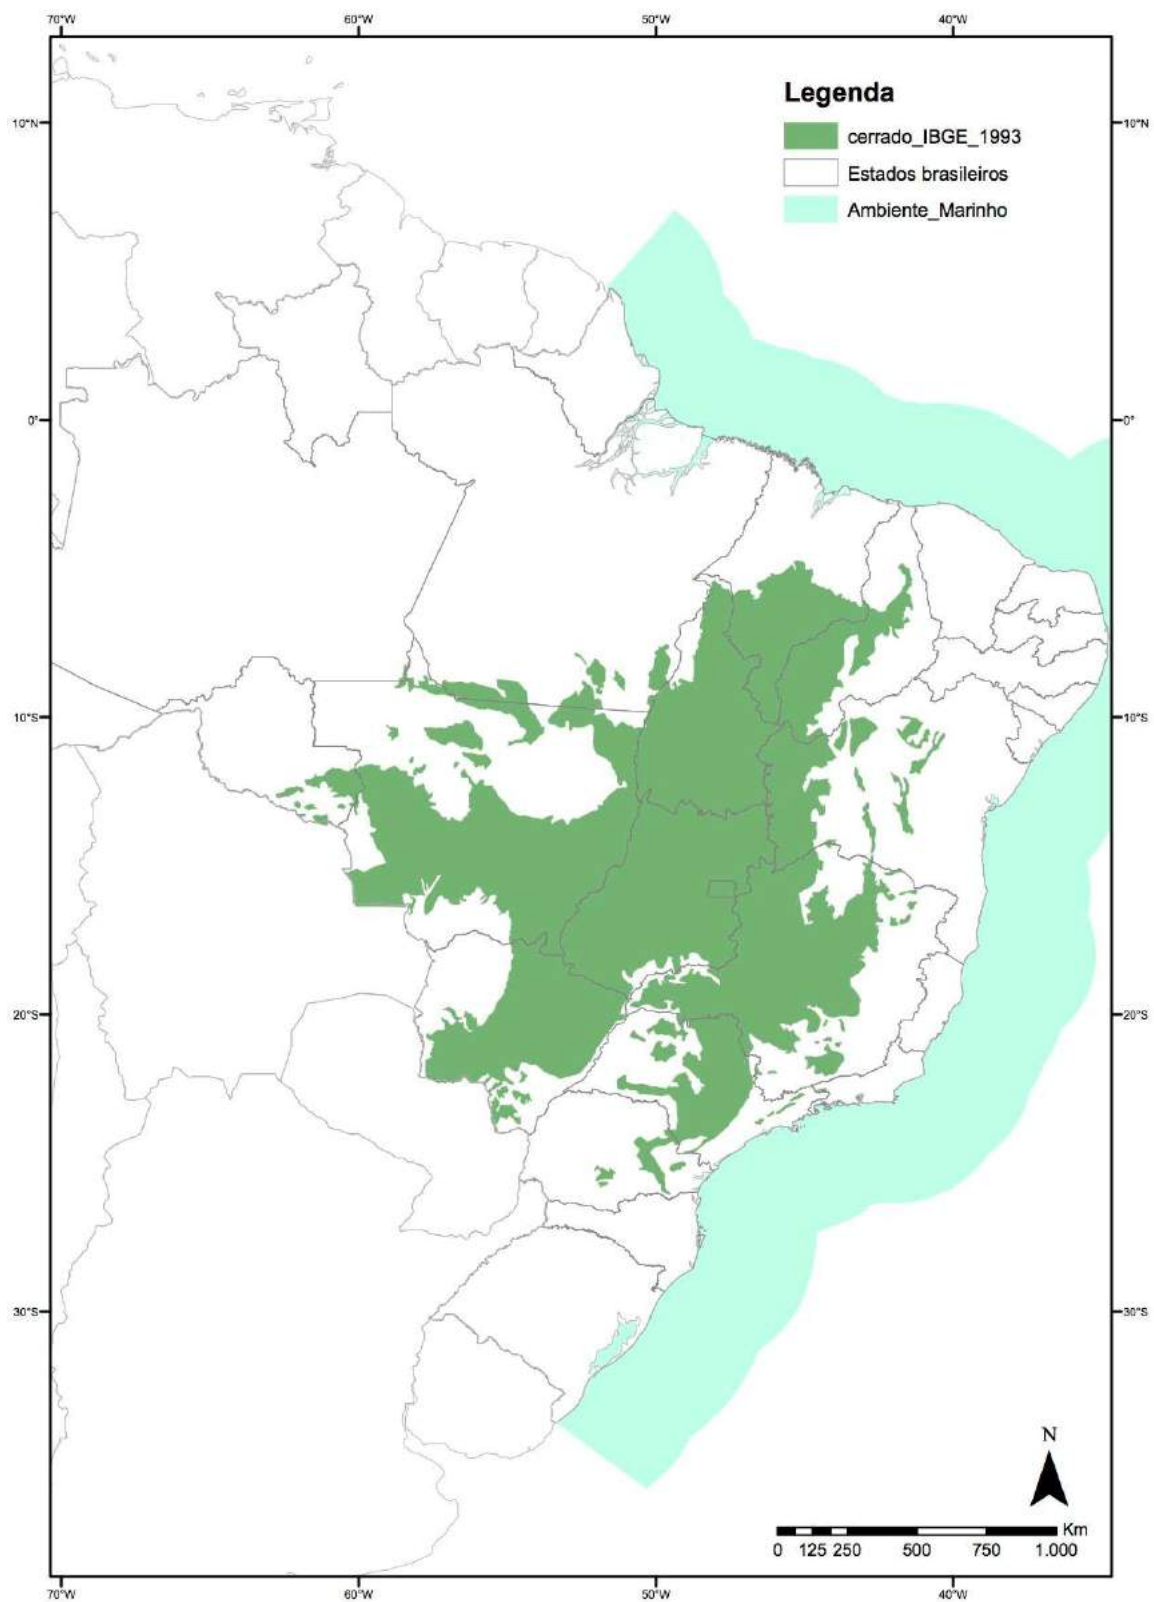 70°W 60°W 50°W 40°W
Legenda
10°N 10°N
cerrado_IBGE_1993
Estados brasileiros
Ambiente_Marinho
0° 0°
10°S 10°S
20°S 20°S
30°S 30°S
N
Km
0 125 250 500 750 1.000
70°W 60°W 50°W 40°W